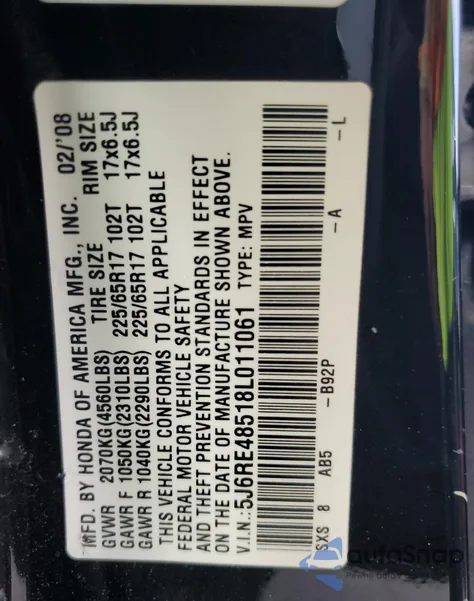 MFD. BY HONDA OF AMERICA MFG., INC. 02/'08
GVWR 2070KG(4560LBS) TIRE SIZE RIM SIZE
GAWR F 1050KG(2310LBS) 225/65R17 102T 17x6.5J
GAWR R 1040KG(2290LBS) 225/65R17 102T 17x6.5J
THIS VEHICLE CONFORMS TO ALL APPLICABLE
FEDERAL MOTOR VEHICLE SAFETY
AND THEFT PREVENTION STANDARDS IN EFFECT
ON THE DATE OF MANUFACTURE SHOWN ABOVE.
V.I.N.:5J6RE48518L011061 TYPE: MPV
SXS 8 AB5 -B92P -A -L
autoSnap